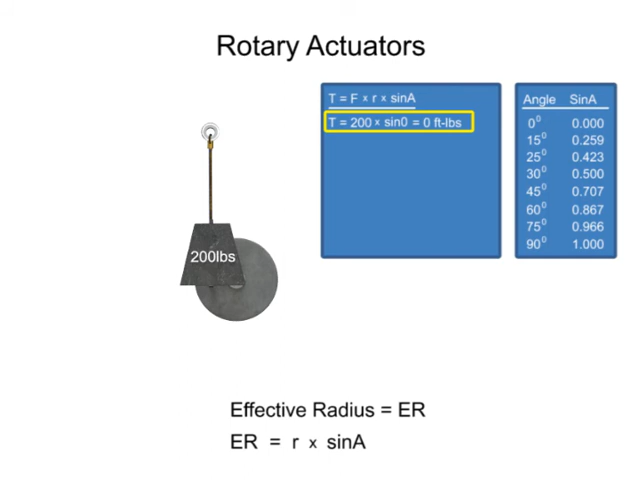 Rotary Actuators
T = F x r x sinA
T = 200 x sin0 = 0 ft-lbs
Angle SinA
0⁰ 0.000
15⁰ 0.259
25⁰ 0.423
30⁰ 0.500
45⁰ 0.707
60⁰ 0.867
75⁰ 0.966
90⁰ 1.000
200lbs
Effective Radius = ER
ER = r x sinA